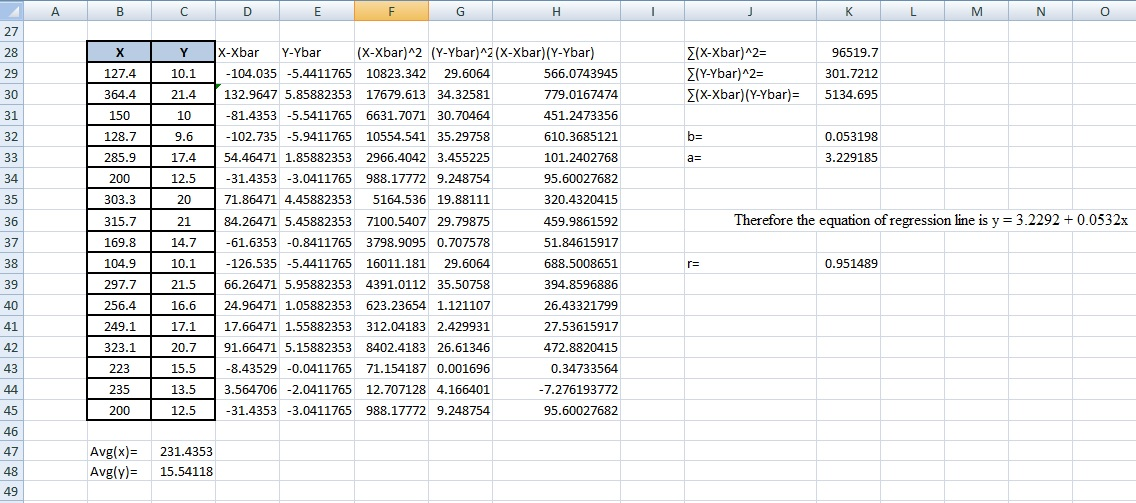 A B C D E F G H I J K L M N O
27
28 X Y X-Xbar Y-Ybar (X-Xbar)^2 (Y-Ybar)^2 (X-Xbar)(Y-Ybar) ∑(X-Xbar)^2= 96519.7
29 127.4 10.1 -104.035 -5.4411765 10823.342 29.6064 566.0743945 ∑(Y-Ybar)^2= 301.7212
30 364.4 21.4 132.9647 5.85882353 17679.613 34.32581 779.0167474 ∑(X-Xbar)(Y-Ybar)= 5134.695
31 150 10 -81.4353 -5.5411765 6631.7071 30.70464 451.2473356
32 128.7 9.6 -102.735 -5.9411765 10554.541 35.29758 610.3685121 b= 0.053198
33 285.9 17.4 54.46471 1.85882353 2966.4042 3.455225 101.2402768 a= 3.229185
34 200 12.5 -31.4353 -3.0411765 988.17772 9.248754 95.60027682
35 303.3 20 71.86471 4.45882353 5164.536 19.88111 320.4320415
36 315.7 21 84.26471 5.45882353 7100.5407 29.79875 459.9861592 Therefore the equation of regression line is y = 3.2292 + 0.0532x
37 169.8 14.7 -61.6353 -0.8411765 3798.9095 0.707578 51.84615917
38 104.9 10.1 -126.535 -5.4411765 16011.181 29.6064 688.5008651 r= 0.951489
39 297.7 21.5 66.26471 5.95882353 4391.0112 35.50758 394.8596886
40 256.4 16.6 24.96471 1.05882353 623.23654 1.121107 26.43321799
41 249.1 17.1 17.66471 1.55882353 312.04183 2.429931 27.53615917
42 323.1 20.7 91.66471 5.15882353 8402.4183 26.61346 472.8820415
43 223 15.5 -8.43529 -0.0411765 71.154187 0.001696 0.34733564
44 235 13.5 3.564706 -2.0411765 12.707128 4.166401 -7.276193772
45 200 12.5 -31.4353 -3.0411765 988.17772 9.248754 95.60027682
46
47 Avg(x)= 231.4353
48 Avg(y)= 15.54118
49